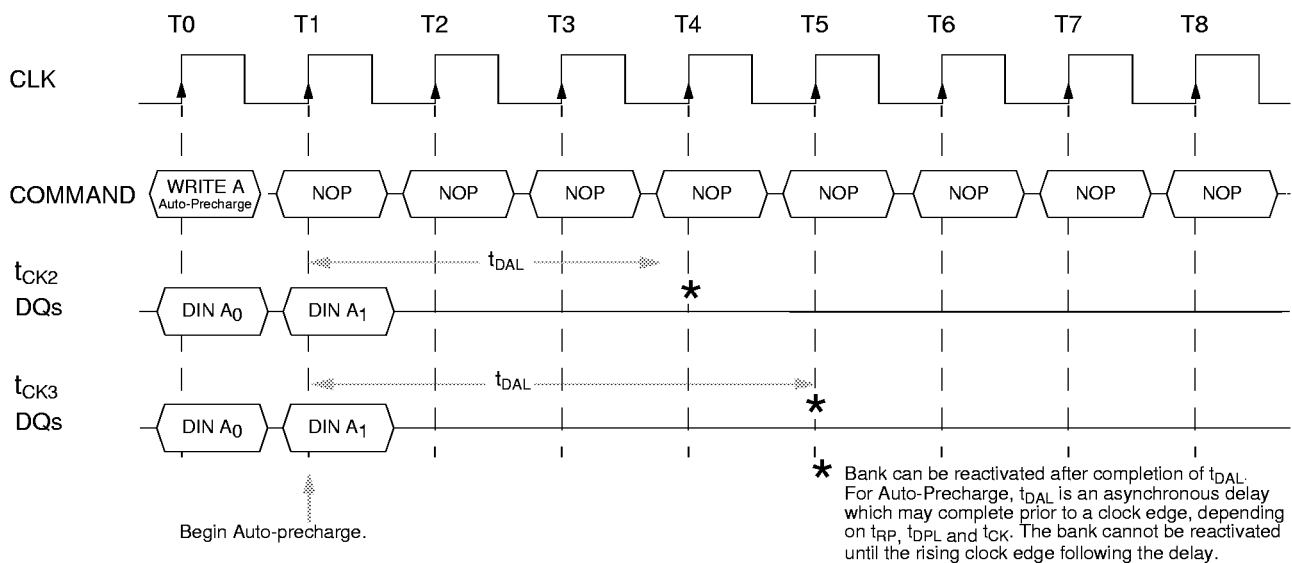 T0 T1 T2 T3 T4 T5 T6 T7 T8
CLK
COMMAND WRITE A NOP NOP NOP NOP NOP NOP NOP NOP
Auto-Precharge
tCK2 tDAL
*
DQs DIN A0 DIN A1
tCK3 tDAL
*
DQs DIN A0 DIN A1
* Bank can be reactivated after completion of tDAL.
For Auto-Precharge, tDAL is an asynchronous delay
which may complete prior to a clock edge, depending
on tRP, tDPL and tCK. The bank cannot be reactivated
until the rising clock edge following the delay.
Begin Auto-precharge.